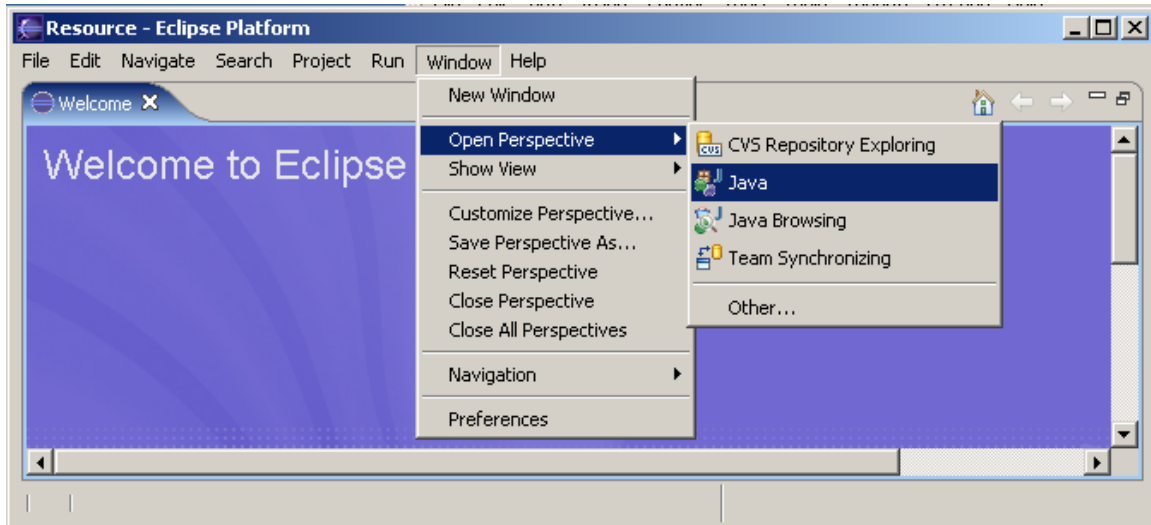 Resource - Eclipse Platform
File Edit Navigate Search Project Run Window Help
Welcome
New Window
Welcome to Eclipse
Open Perspective
Show View
Customize Perspective...
Save Perspective As...
Reset Perspective
Close Perspective
Close All Perspectives
Navigation
Preferences
CVS Repository Exploring
Java
Java Browsing
Team Synchronizing
Other...